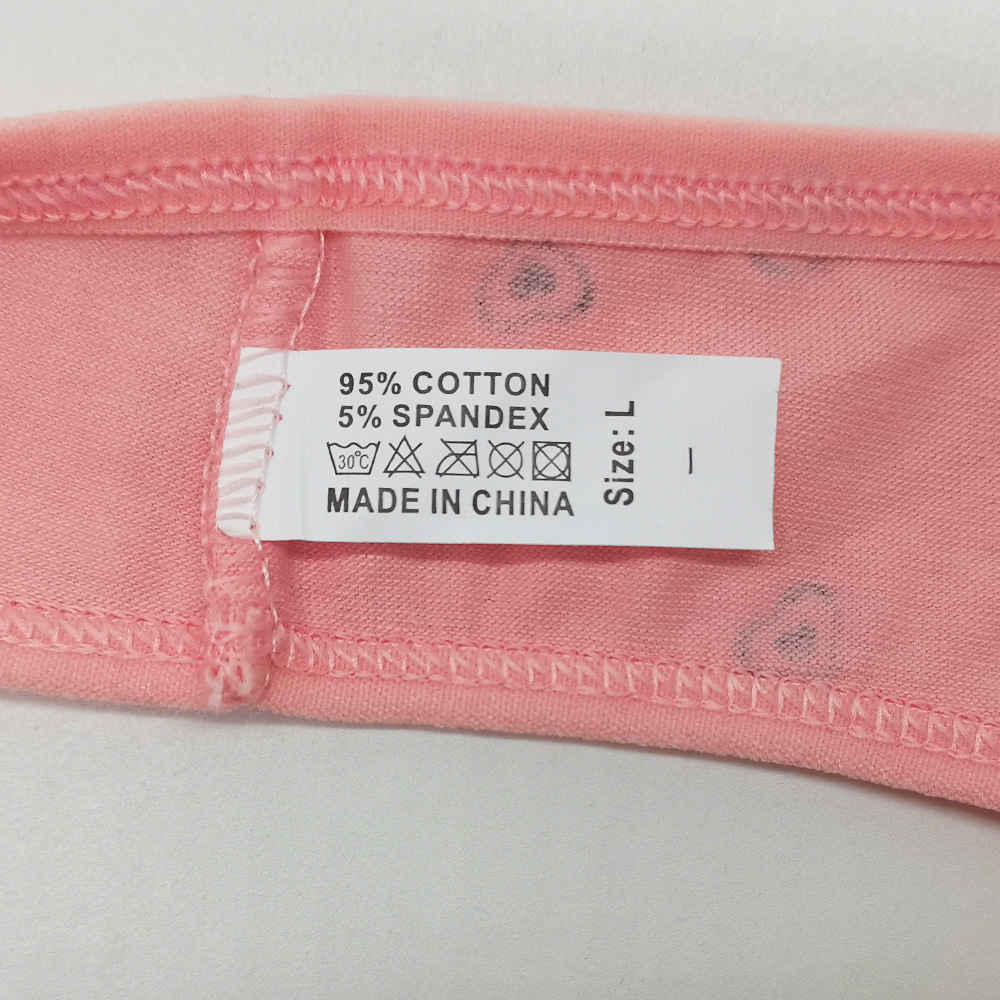 95% COTTON
5% SPANDEX
30°C
MADE IN CHINA
Size: L